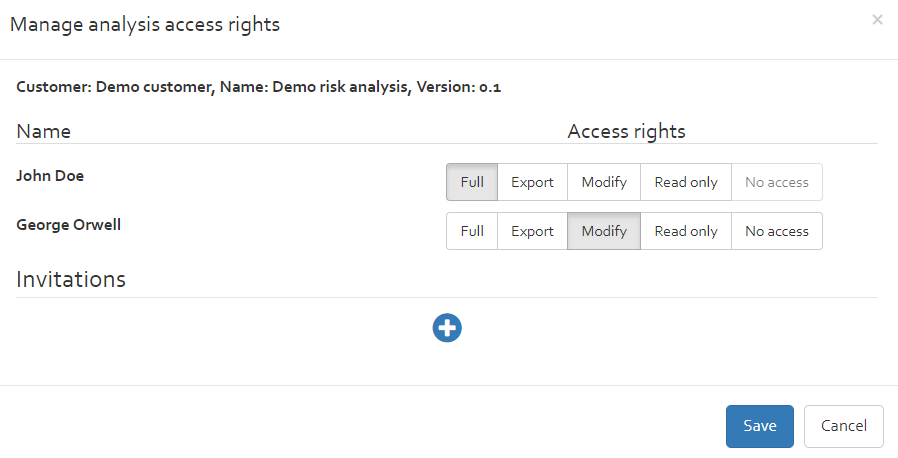 Manage analysis access rights ×
Customer: Demo customer, Name: Demo risk analysis, Version: 0.1
Name Access rights
John Doe Full Export Modify Read only No access
George Orwell Full Export Modify Read only No access
Invitations
Save Cancel